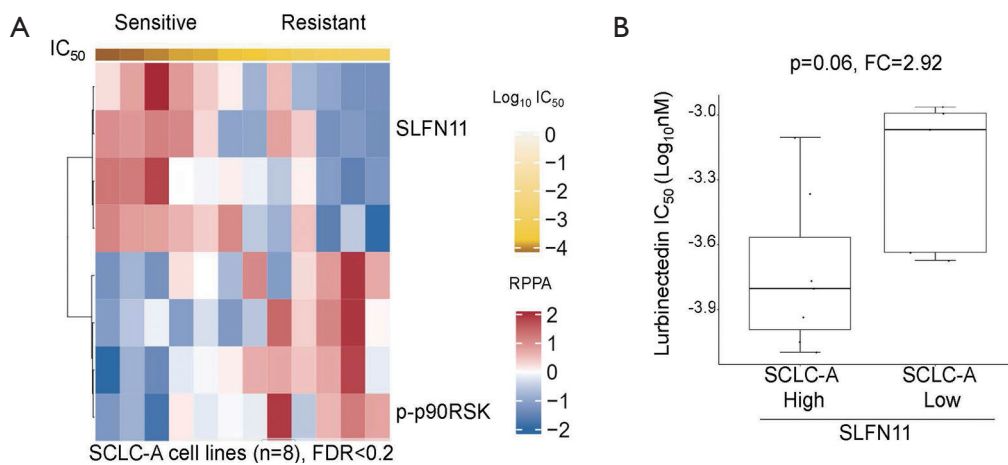 A
Sensitive Resistant
IC50
SLFN11
p-p90RSK
SCLC-A cell lines (n=8), FDR<0.2
Log10 IC50
0
−1
−2
−3
−4
RPPA
2
1
0
−1
−2
B
p=0.06, FC=2.92
Lurbinectedin IC50 (Log10nM)
-3.0
-3.3
-3.6
-3.9
SCLC-A SCLC-A
High Low
SLFN11